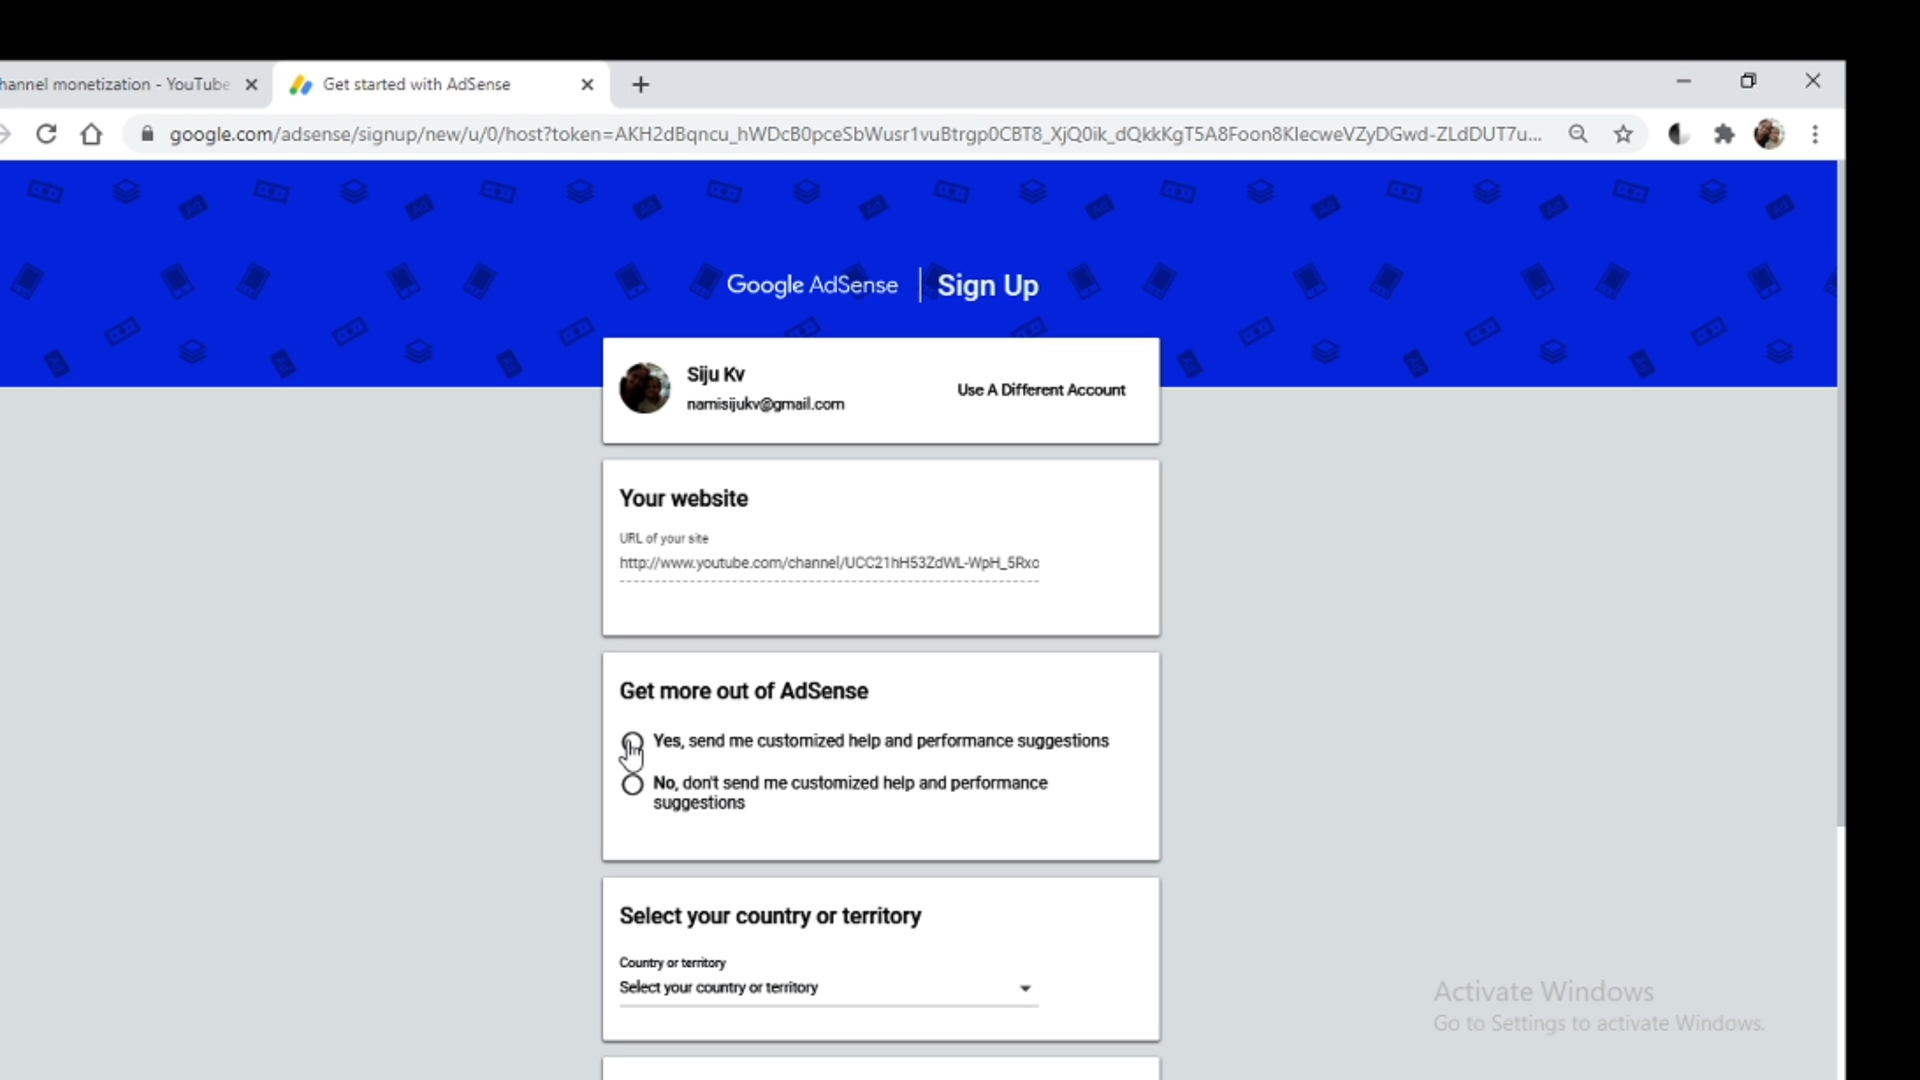 hannel monetization - YouTube
Get started with AdSense
google.com/adsense/signup/new/u/0/host?token=AKH2dBqncu_hWDcB0pceSbWusr1vuBtrgp0CBT8_XjQ0ik_dQkkKgT5A8Foon8KlecweVZyDGwd-ZLdDUT7u...
Google AdSense | Sign Up
Siju Kv
namisijukv@gmail.com
Use A Different Account
Your website
URL of your site
http://www.youtube.com/channel/UCC21hH53ZdWL-WpH_5Rxo
Get more out of AdSense
Yes, send me customized help and performance suggestions
No, don't send me customized help and performance
suggestions
Select your country or territory
Country or territory
Select your country or territory
Activate Windows
Go to Settings to activate Windows.